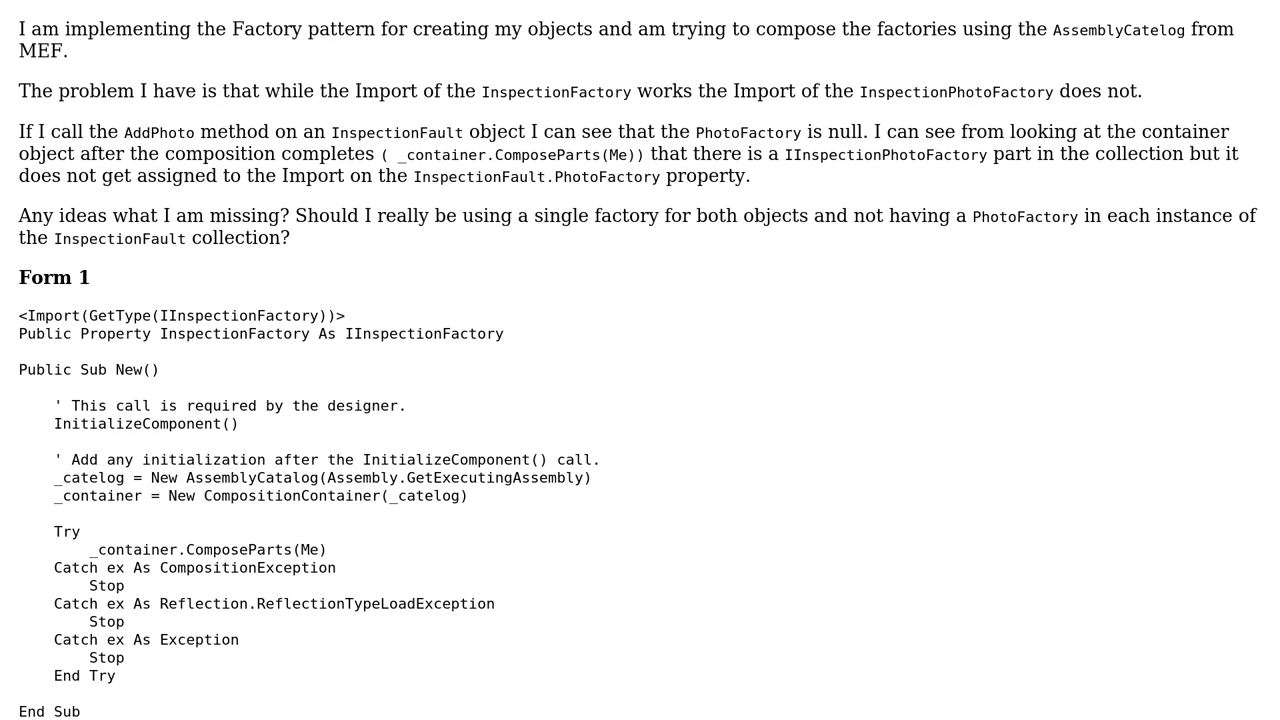 I am implementing the Factory pattern for creating my objects and am trying to compose the factories using the AssemblyCatelog from
MEF.
The problem I have is that while the Import of the InspectionFactory works the Import of the InspectionPhotoFactory does not.
If I call the AddPhoto method on an InspectionFault object I can see that the PhotoFactory is null. I can see from looking at the container
object after the composition completes ( _container.ComposeParts(Me)) that there is a IInspectionPhotoFactory part in the collection but it
does not get assigned to the Import on the InspectionFault.PhotoFactory property.
Any ideas what I am missing? Should I really be using a single factory for both objects and not having a PhotoFactory in each instance of
the InspectionFault collection?
Form 1
<Import(GetType(IInspectionFactory))>
Public Property InspectionFactory As IInspectionFactory
Public Sub New()
    ' This call is required by the designer.
    InitializeComponent()
    ' Add any initialization after the InitializeComponent() call.
    _catelog = New AssemblyCatalog(Assembly.GetExecutingAssembly)
    _container = New CompositionContainer(_catelog)
    Try
        _container.ComposeParts(Me)
    Catch ex As CompositionException
        Stop
    Catch ex As Reflection.ReflectionTypeLoadException
        Stop
    Catch ex As Exception
        Stop
    End Try
End Sub